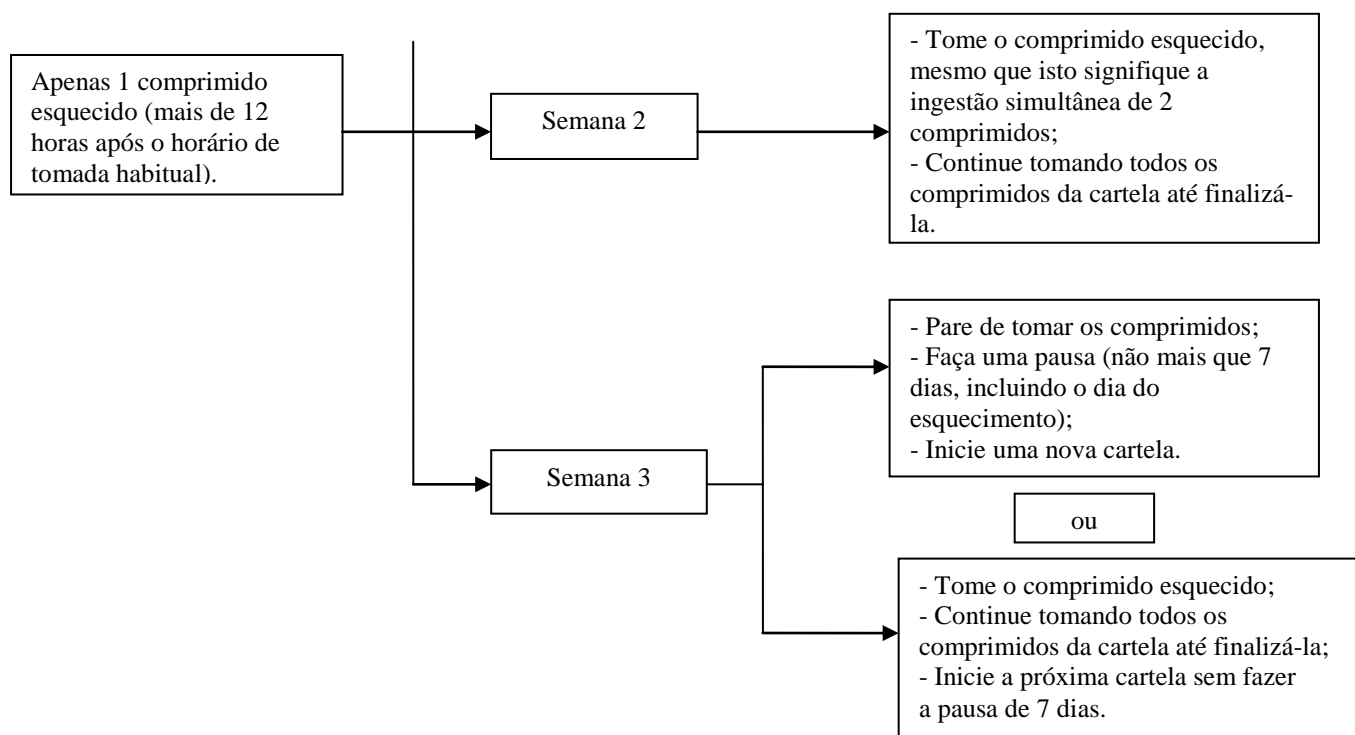 Apenas 1 comprimido
esquecido (mais de 12
horas após o horário de
tomada habitual).
Semana 2
- Tome o comprimido esquecido,
mesmo que isto signifique a
ingestão simultânea de 2
comprimidos;
- Continue tomando todos os
comprimidos da cartela até finalizá-
la.
Semana 3
- Pare de tomar os comprimidos;
- Faça uma pausa (não mais que 7
dias, incluindo o dia do
esquecimento);
- Inicie uma nova cartela.
ou
- Tome o comprimido esquecido;
- Continue tomando todos os
comprimidos da cartela até finalizá-la;
- Inicie a próxima cartela sem fazer
a pausa de 7 dias.